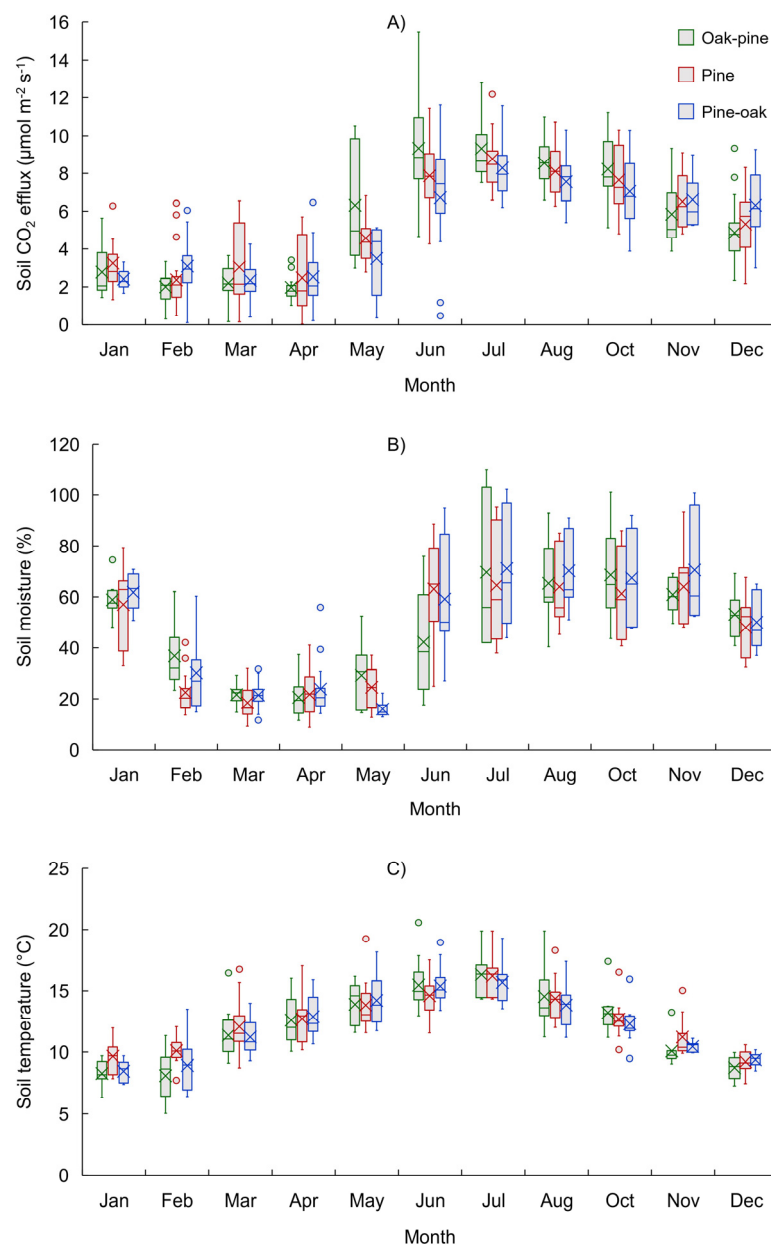 A)
Soil CO₂ efflux (µmol m⁻² s⁻¹)
16
14
12
10
8
6
4
2
0
Oak-pine
Pine
Pine-oak
Jan Feb Mar Apr May Jun Jul Aug Oct Nov Dec
Month
B)
Soil moisture (%)
120
100
80
60
40
20
0
Jan Feb Mar Apr May Jun Jul Aug Oct Nov Dec
Month
C)
Soil temperature (°C)
25
20
15
10
5
0
Jan Feb Mar Apr May Jun Jul Aug Oct Nov Dec
Month